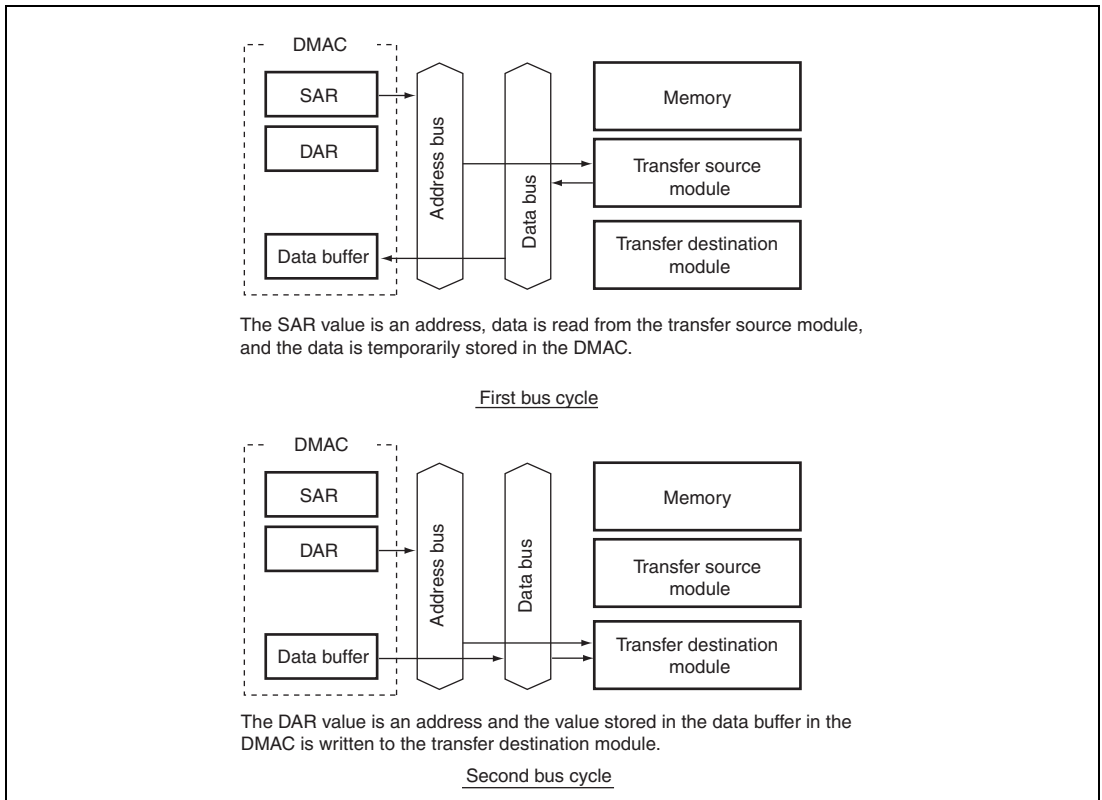 DMAC
SAR
DAR
Data buffer
Address bus
Data bus
Memory
Transfer source
module
Transfer destination
module
The SAR value is an address, data is read from the transfer source module,
and the data is temporarily stored in the DMAC.
First bus cycle
DMAC
SAR
DAR
Data buffer
Address bus
Data bus
Memory
Transfer source
module
Transfer destination
module
The DAR value is an address and the value stored in the data buffer in the
DMAC is written to the transfer destination module.
Second bus cycle